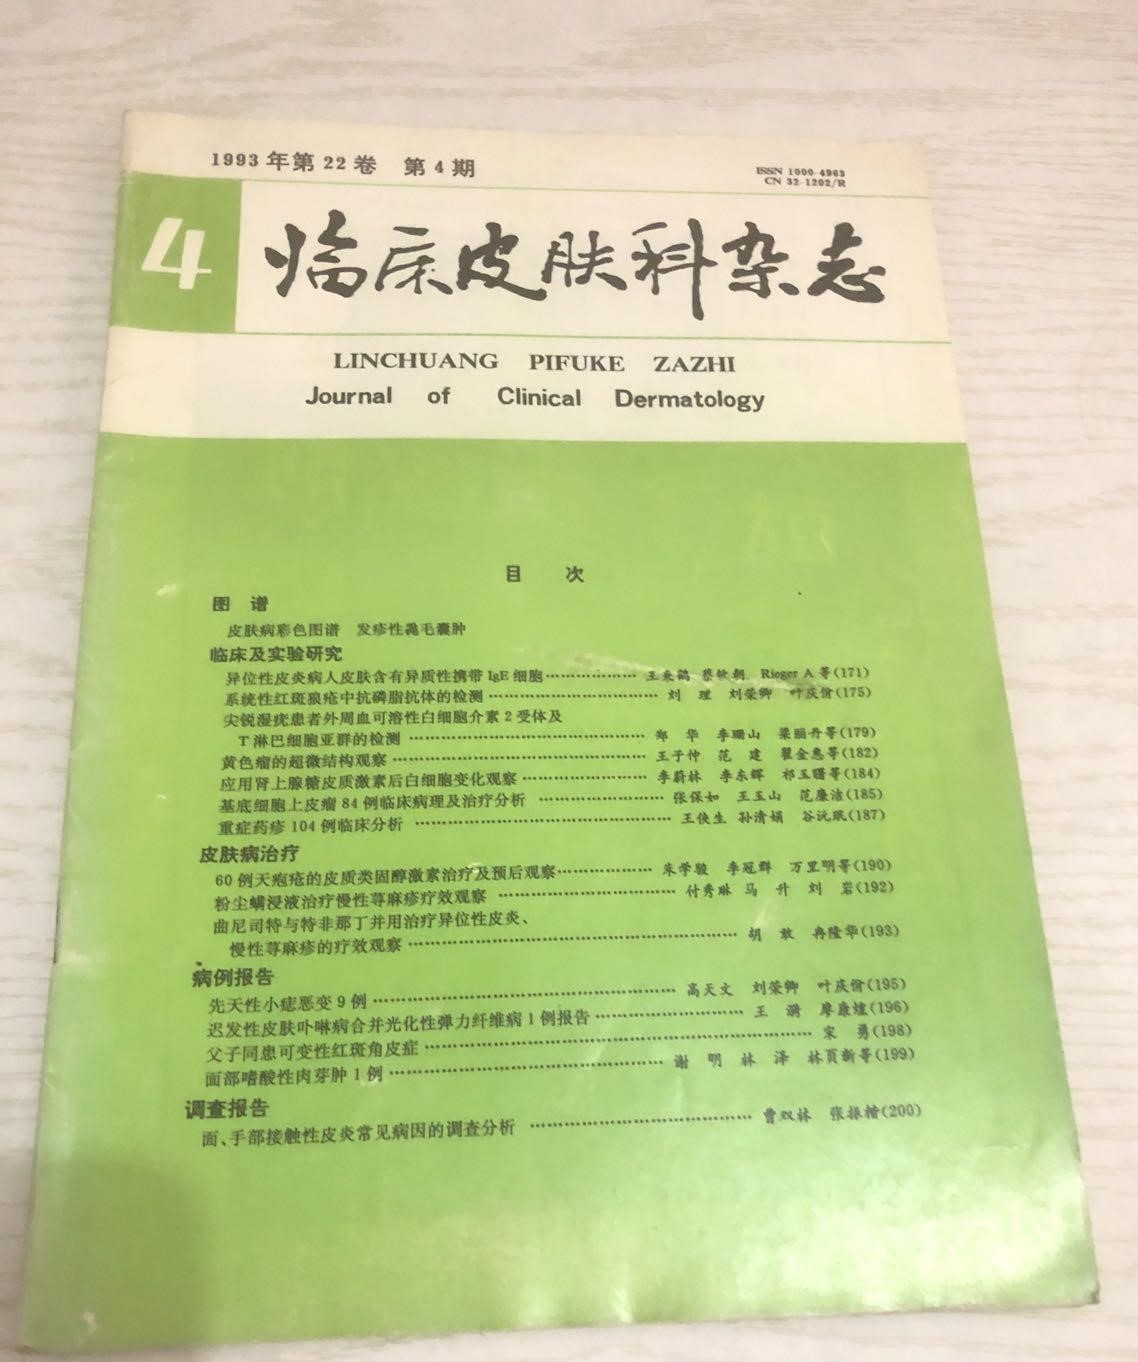 1993年第22卷 第4期
ISSN 1000-4963
CN 32-1202/R
4
临床皮肤科杂志
LINCHUANG PIFUKE ZAZHI
Journal of Clinical Dermatology
目 次
图 谱
皮肤病彩色图谱 发疹性毳毛囊肿
临床及实验研究
异位性皮炎病人皮肤含有异质性携带IgE细胞……………… 蔡钦朝 Rieger A等(171)
系统性红斑狼疮中抗磷脂抗体的检测……………………………刘 理 刘荣卿 叶庆佾(175)
尖锐湿疣患者外周血可溶性白细胞介素2受体及
T淋巴细胞亚群的检测……………………………………郑 华 李珊山 梁丽丹等(179)
黄色瘤的超微结构观察……………………………………王子仲 范 建 翟金惠等(182)
应用肾上腺糖皮质激素后白细胞变化观察…………………李蔚林 李东辉 祁玉珊等(184)
基底细胞上皮瘤84例临床病理及治疗分析……………………张保如 王玉山 范廉洁(185)
重症药疹104例临床分析……………………………………王侠生 孙清娟 谷沅珉(187)
皮肤病治疗
60例天疱疮的皮质类固醇激素治疗及预后观察……………朱学骏 李冠群 万里明等(190)
粉尘螨浸液治疗慢性荨麻疹疗效观察……………………付秀琳 马 升 刘 岩(192)
曲尼司特与特非那丁并用治疗异位性皮炎、
慢性荨麻疹的疗效观察……………………………………………胡 敢 冉隆华(193)
病例报告
先天性小痣恶变9例…………………………………………高天文 刘荣卿 叶庆佾(195)
迟发性皮肤卟啉病合并光化性弹力纤维病1例报告……………………王 漪 廖康煌(196)
父子同患可变性红斑角皮症……………………………………………………………宋 勇(198)
面部嗜酸性肉芽肿1例…………………………………谢 明 林 泽 林頁新等(199)
调查报告
面、手部接触性皮炎常见病因的调查分析………………………………曹双林 张振楷(200)